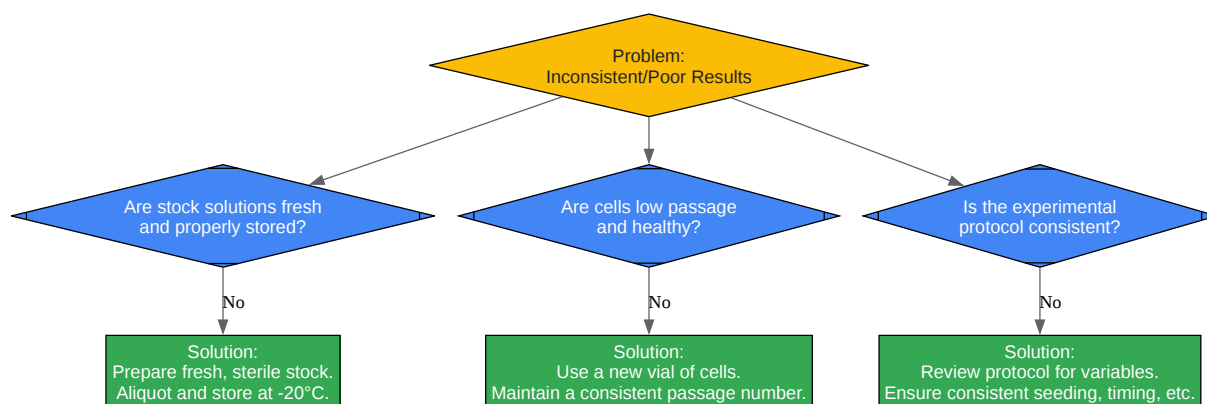 Problem:
Inconsistent/Poor Results
Are stock solutions fresh
and properly stored?
Are cells low passage
and healthy?
Is the experimental
protocol consistent?
No
No
No
Solution:
Prepare fresh, sterile stock.
Aliquot and store at -20°C.
Solution:
Use a new vial of cells.
Maintain a consistent passage number.
Solution:
Review protocol for variables.
Ensure consistent seeding, timing, etc.